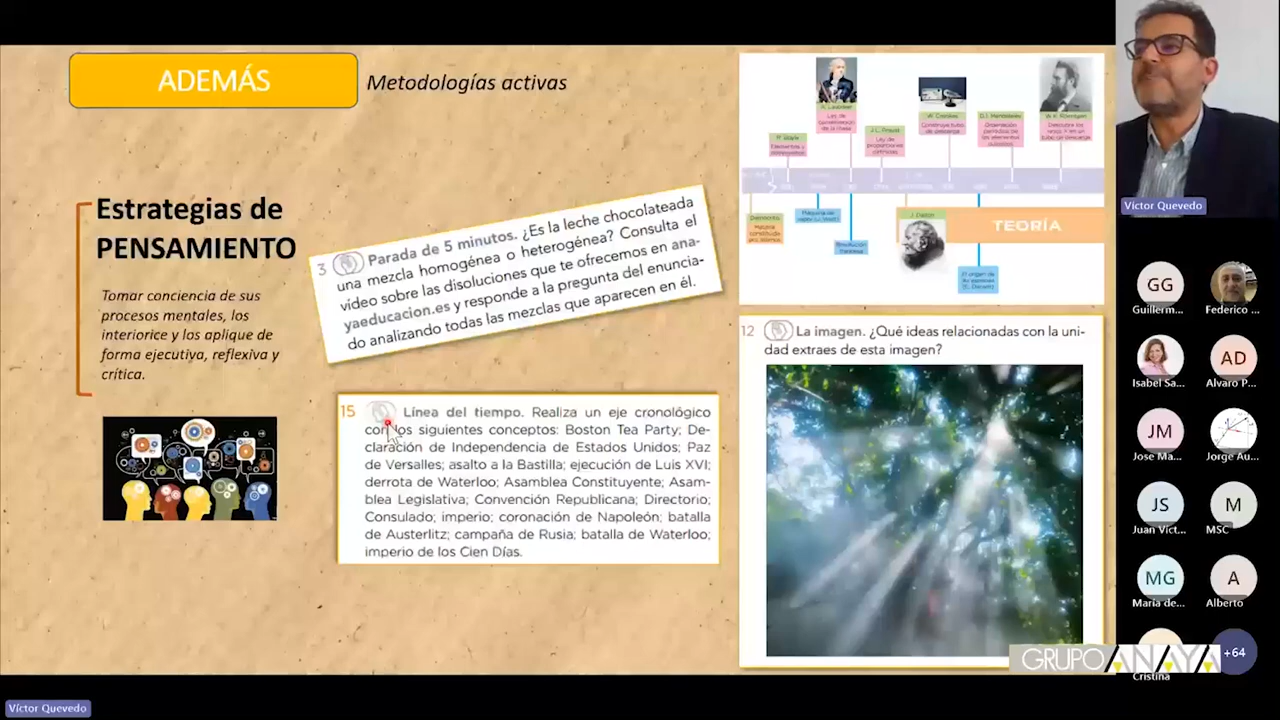 ADEMÁS
Metodologías activas
Estrategias de
PENSAMIENTO
Tomar conciencia de sus
procesos mentales, los
interiorice y los aplique de
forma ejecutiva, reflexiva y
crítica.
3 Parada de 5 minutos. ¿Es la leche chocolateada
una mezcla homogénea o heterogénea? Consulta el
vídeo sobre las disoluciones que te ofrecemos en ana-
yaeducacion.es y responde a la pregunta del enuncia-
do analizando todas las mezclas que aparecen en él.
15 Línea del tiempo. Realiza un eje cronológico
con los siguientes conceptos: Boston Tea Party; De-
claración de Independencia de Estados Unidos; Paz
de Versalles; asalto a la Bastilla; ejecución de Luis XVI;
derrota de Waterloo; Asamblea Constituyente; Asam-
blea Legislativa; Convención Republicana; Directorio;
Consulado; imperio; coronación de Napoleón; batalla
de Austerlitz; campaña de Rusia; batalla de Waterloo;
imperio de los Cien Días.
TEORÍA
J. Dalton
12 La imagen. ¿Qué ideas relacionadas con la uni-
dad extraes de esta imagen?
GRUPO ANAYA
Víctor Quevedo
GG
Guillerm...
Federico ...
Isabel Sa...
AD
Alvaro P...
JM
Jose Ma...
Jorge Au...
JS
Juan Víct...
M
MSC
MG
María de...
A
Alberto
Cristina
+64
Víctor Quevedo